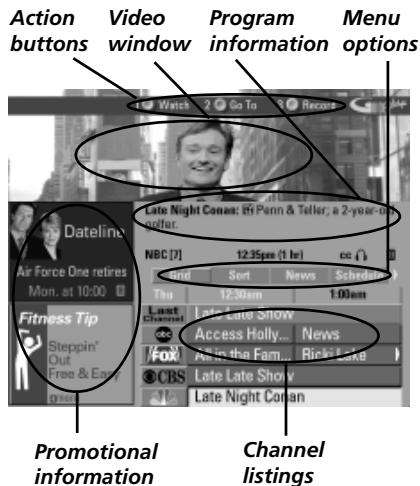 Action Video Program Menu
buttons window information options
1 Watch 2 Go To 3 Record
Late Night Conan: Penn & Teller; a 2-year-old
golfer.
Dateline
NBC [7] 12:35pm (1 hr) cc
Air Force One retires
Mon. at 10:00
Grid Sort News Schedule
Thu 12:30am 1:00am
Fitness Tip
Steppin'
Out
Free & Easy
Last
Channel
Late Late Show
abc Access Holly... News
FOX All in the Fam... Ricki Lake
CBS Late Late Show
Late Night Conan
Promotional
information
Channel
listings